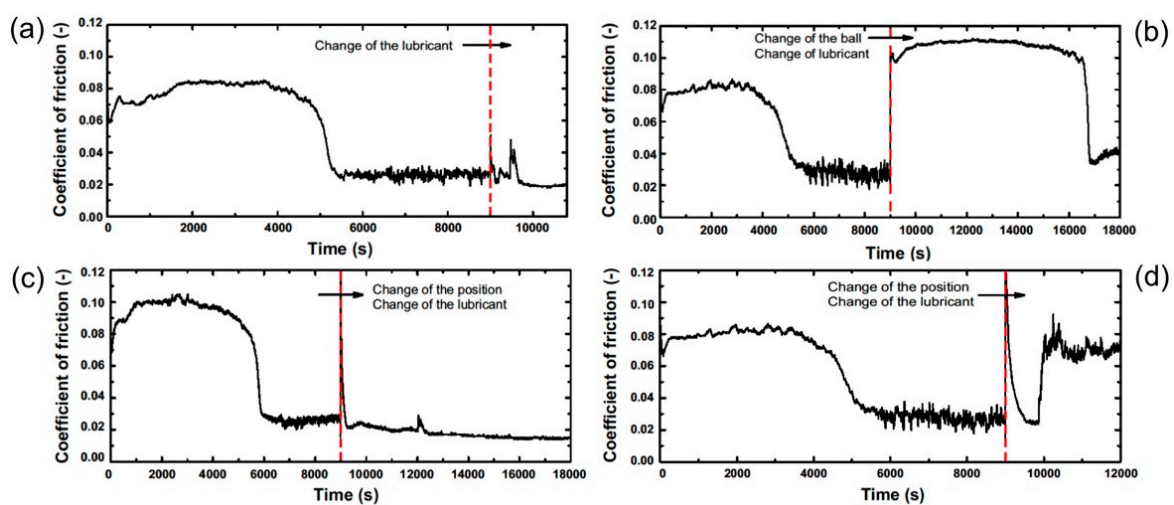 (a)
Coefficient of friction (-)
0.12
0.10
0.08
0.06
0.04
0.02
0.00
Change of the lubricant
0 2000 4000 6000 8000 10000
Time (s)
(b)
Coefficient of friction (-)
0.12
0.10
0.08
0.06
0.04
0.02
0.00
Change of the ball
Change of lubricant
0 2000 4000 6000 8000 10000 12000 14000 16000 18000
Time (s)
(c)
Coefficient of friction (-)
0.12
0.10
0.08
0.06
0.04
0.02
0.00
Change of the position
Change of the lubricant
0 2000 4000 6000 8000 10000 12000 14000 16000 18000
Time (s)
(d)
Coefficient of friction (-)
0.12
0.10
0.08
0.06
0.04
0.02
0.00
Change of the position
Change of the lubricant
0 2000 4000 6000 8000 10000 12000
Time (s)